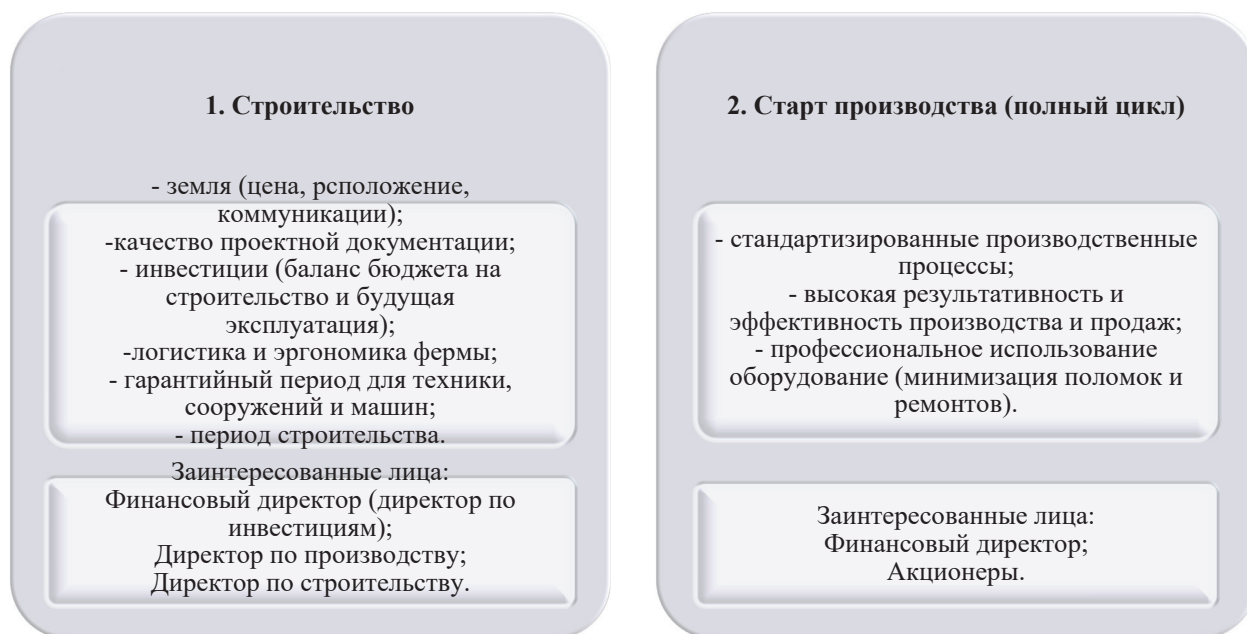 1. Строительство
- земля (цена, рсположение,
коммуникации);
-качество проектной документации;
- инвестиции (баланс бюджета на
строительство и будущая
эксплуатация);
-логистика и эргономика фермы;
- гарантийный период для техники,
сооружений и машин;
- период строительства.
Заинтересованные лица:
Финансовый директор (директор по
инвестициям);
Директор по производству;
Директор по строительству.
2. Старт производства (полный цикл)
- стандартизированные производственные
процессы;
- высокая результативность и
эффективность производства и продаж;
- профессиональное использование
оборудование (минимизация поломок и
ремонтов).
Заинтересованные лица:
Финансовый директор;
Акционеры.